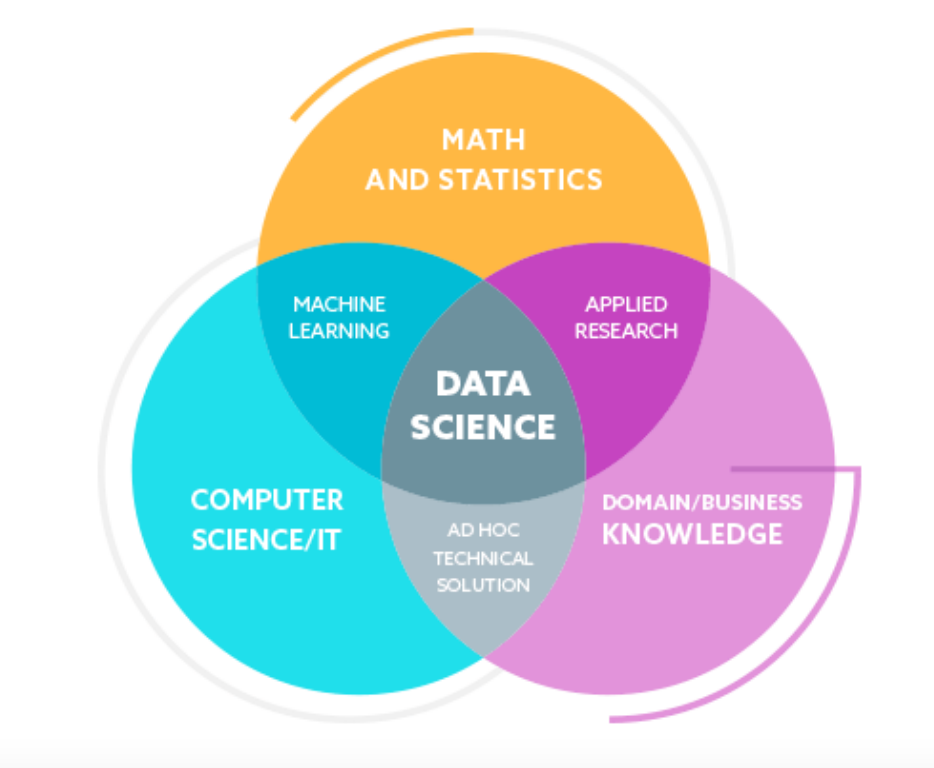 MATH
AND STATISTICS
MACHINE
LEARNING
APPLIED
RESEARCH
DATA
SCIENCE
COMPUTER
SCIENCE/IT
DOMAIN/BUSINESS
KNOWLEDGE
AD HOC
TECHNICAL
SOLUTION